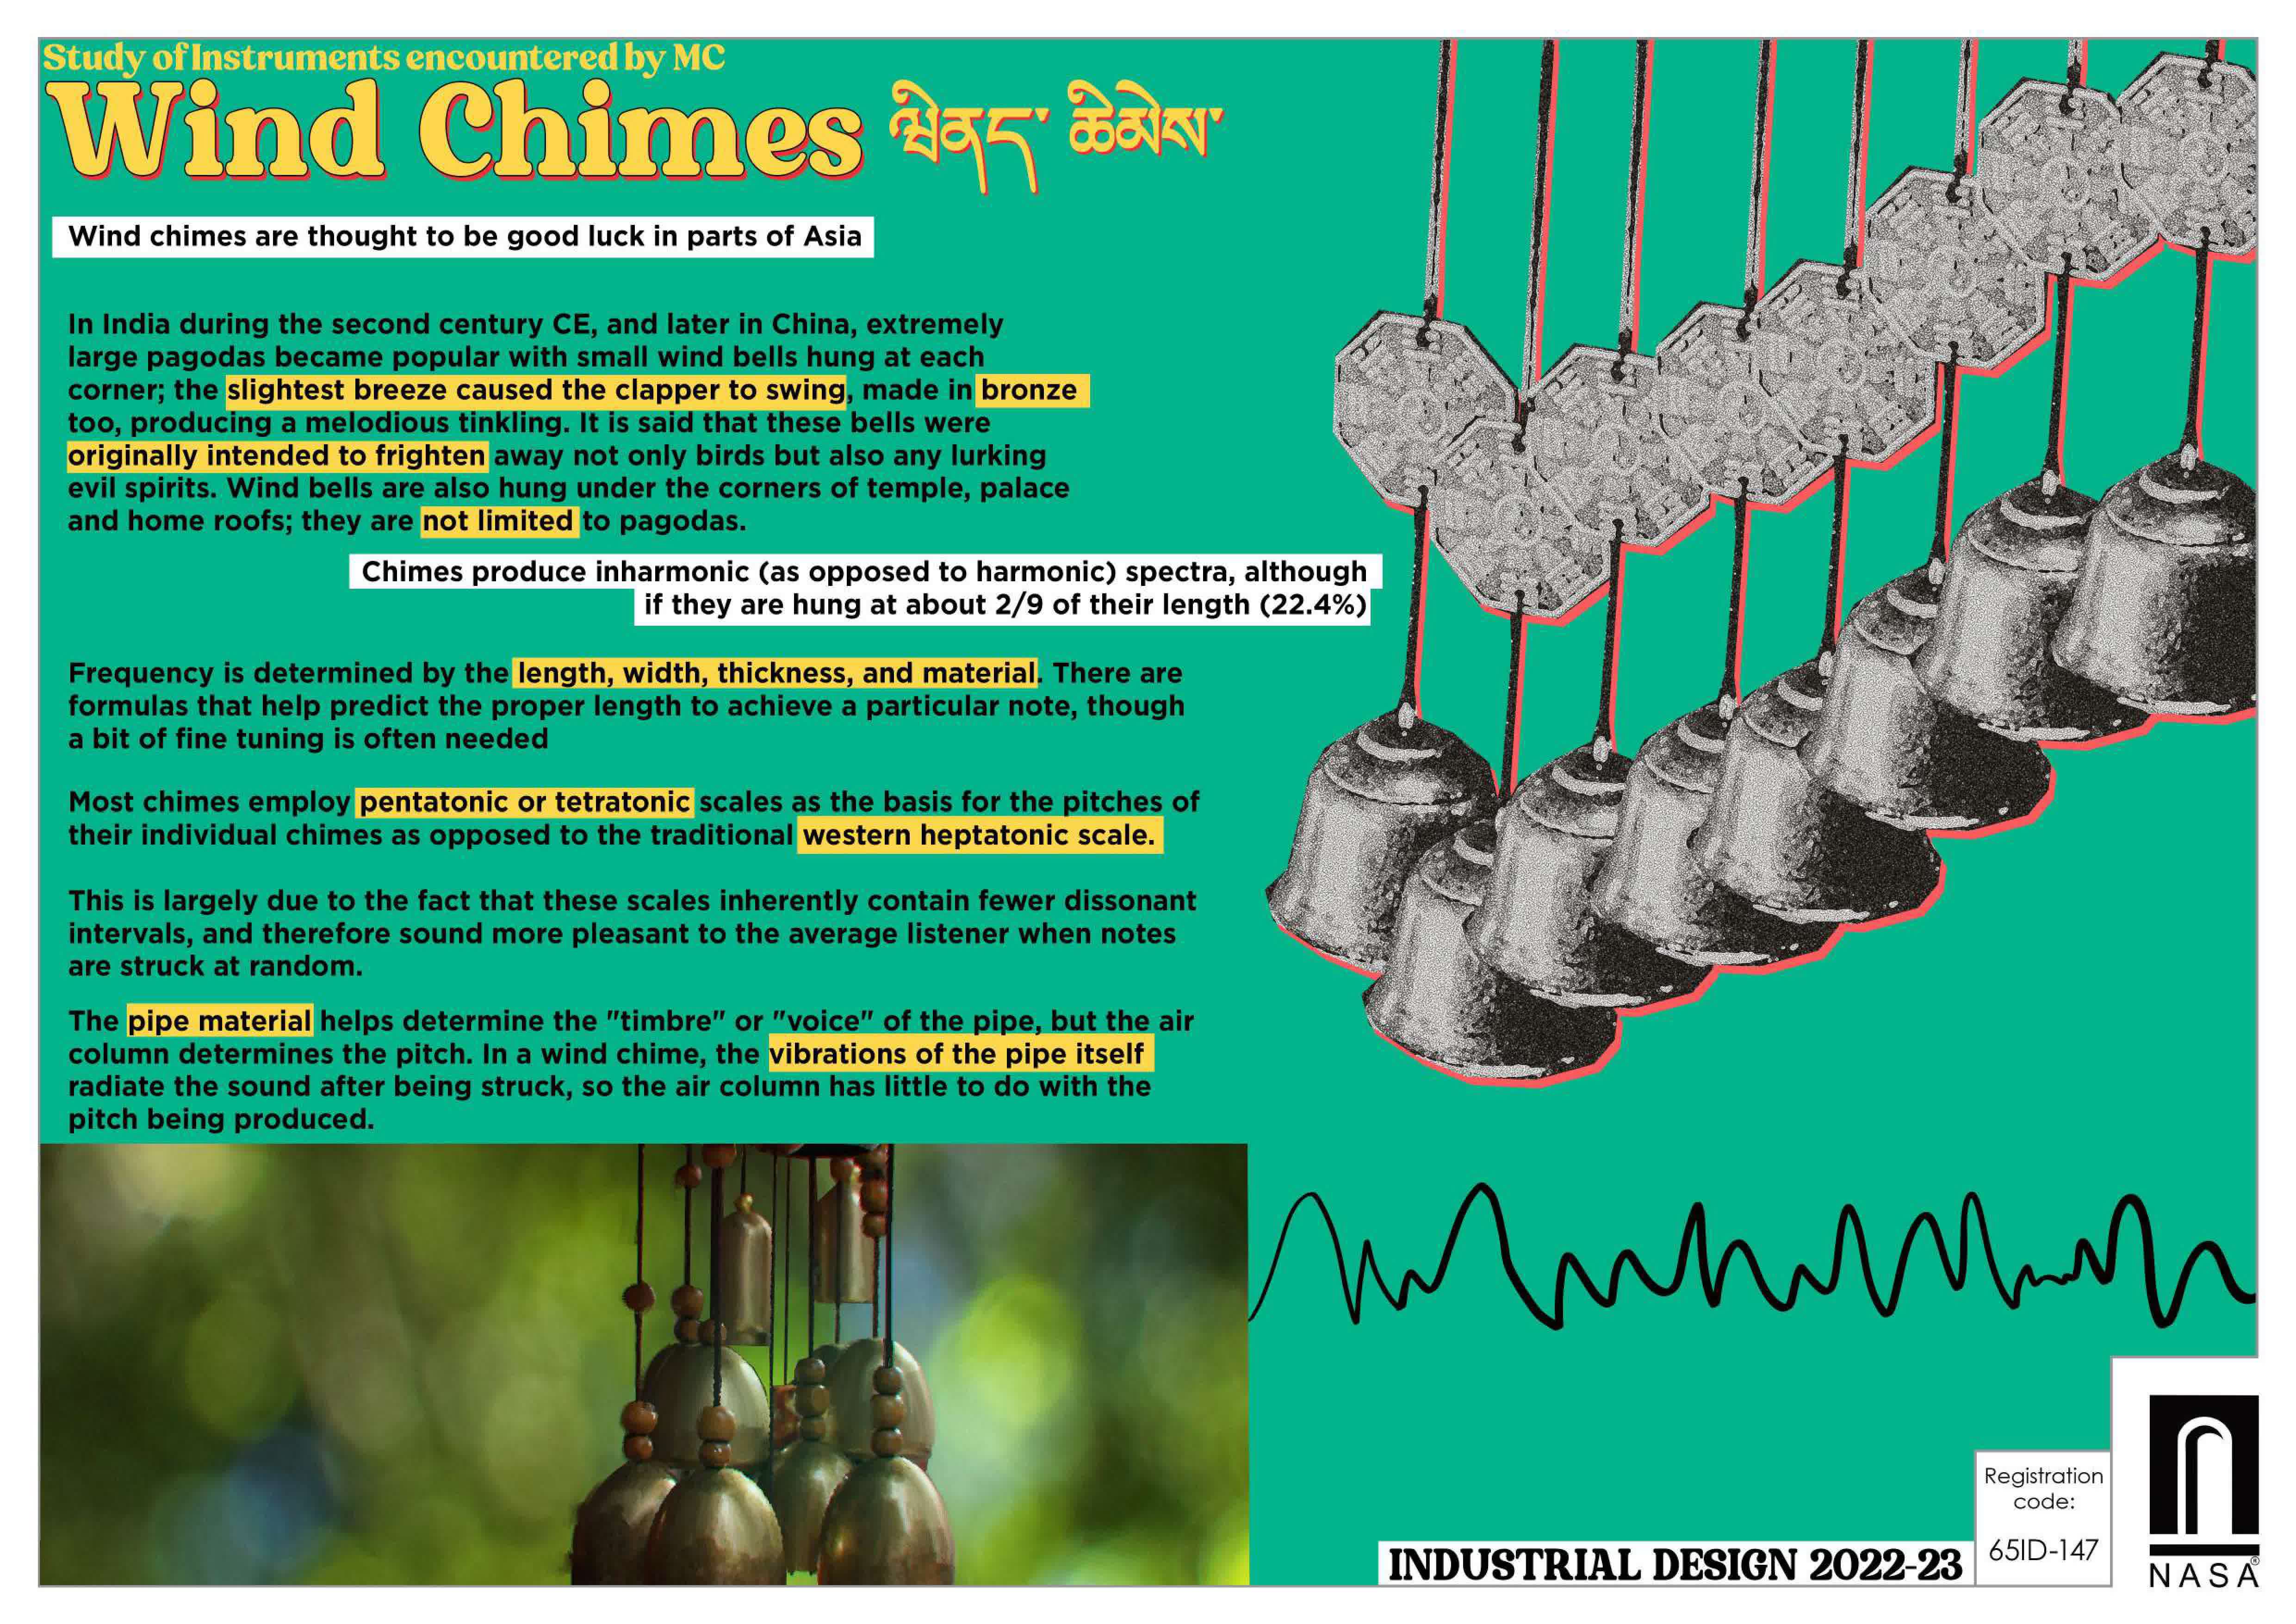 Study of Instruments encountered by MC
Wind Chimes ཝིནད་ ཆིམེས་
Wind chimes are thought to be good luck in parts of Asia
In India during the second century CE, and later in China, extremely
large pagodas became popular with small wind bells hung at each
corner; the slightest breeze caused the clapper to swing, made in bronze
too, producing a melodious tinkling. It is said that these bells were
originally intended to frighten away not only birds but also any lurking
evil spirits. Wind bells are also hung under the corners of temple, palace
and home roofs; they are not limited to pagodas.
Chimes produce inharmonic (as opposed to harmonic) spectra, although
if they are hung at about 2/9 of their length (22.4%)
Frequency is determined by the length, width, thickness, and material. There are
formulas that help predict the proper length to achieve a particular note, though
a bit of fine tuning is often needed
Most chimes employ pentatonic or tetratonic scales as the basis for the pitches of
their individual chimes as opposed to the traditional western heptatonic scale.
This is largely due to the fact that these scales inherently contain fewer dissonant
intervals, and therefore sound more pleasant to the average listener when notes
are struck at random.
The pipe material helps determine the "timbre" or "voice" of the pipe, but the air
column determines the pitch. In a wind chime, the vibrations of the pipe itself
radiate the sound after being struck, so the air column has little to do with the
pitch being produced.
INDUSTRIAL DESIGN 2022-23
Registration
code:
65ID-147
NASA®